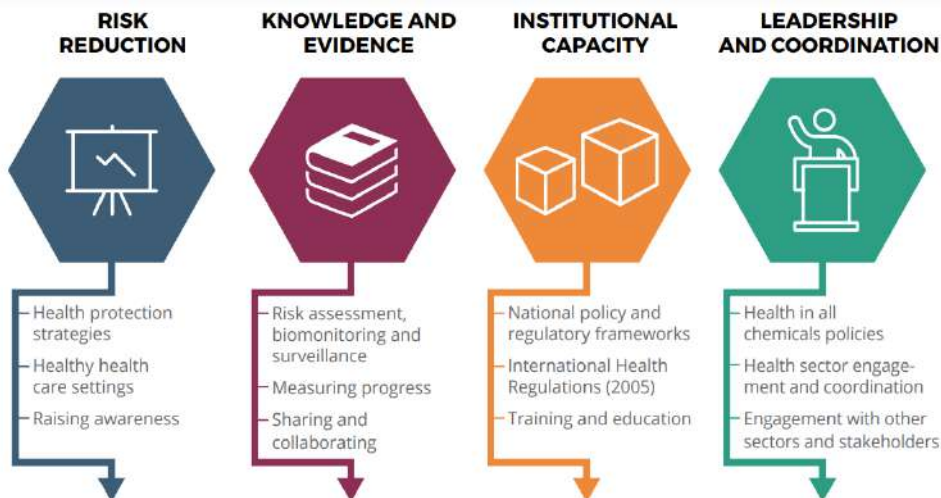 RISK
REDUCTION
KNOWLEDGE AND
EVIDENCE
INSTITUTIONAL
CAPACITY
LEADERSHIP
AND COORDINATION
Health protection
strategies
Healthy health
care settings
Raising awareness
Risk assessment,
biomonitoring and
surveillance
Measuring progress
Sharing and
collaborating
National policy and
regulatory frameworks
International Health
Regulations (2005)
Training and education
Health in all
chemicals policies
Health sector engage-
ment and coordination
Engagement with other
sectors and stakeholders